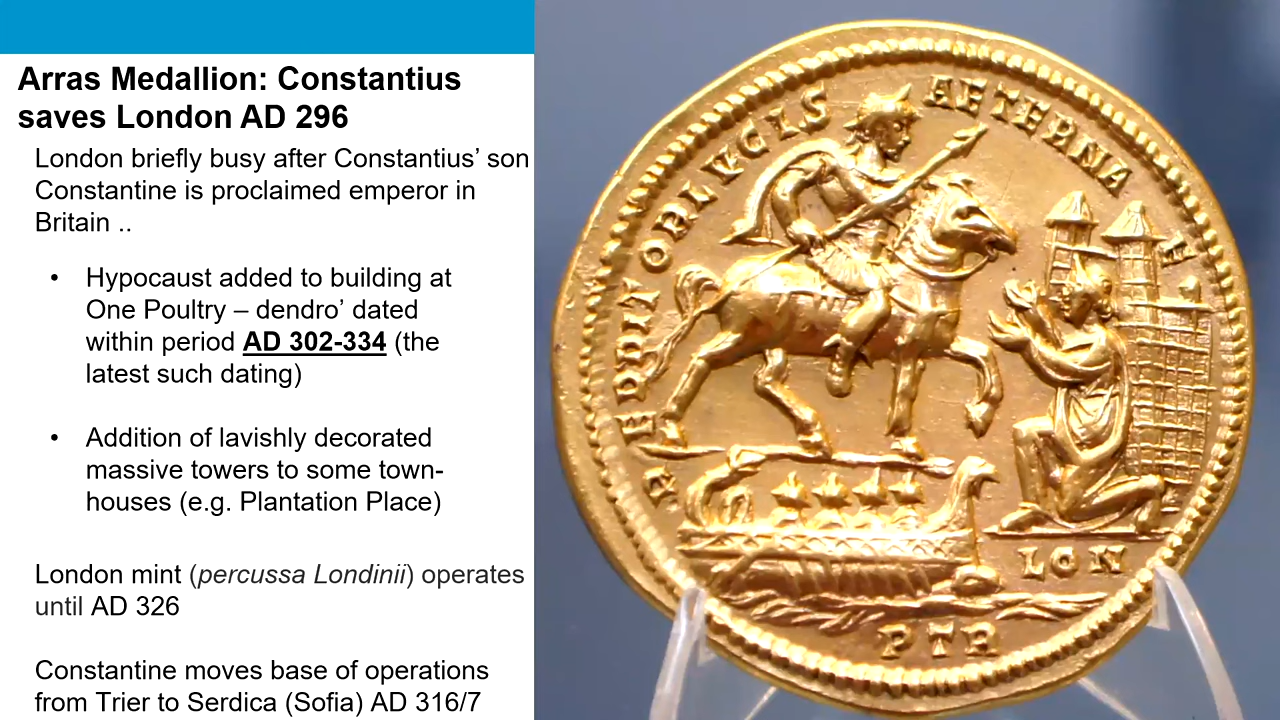 Arras Medallion: Constantius
saves London AD 296
London briefly busy after Constantius’ son
Constantine is proclaimed emperor in
Britain ..
• Hypocaust added to building at
One Poultry – dendro’ dated
within period AD 302-334 (the
latest such dating)
• Addition of lavishly decorated
massive towers to some town-
houses (e.g. Plantation Place)
London mint (percussa Londinii) operates
until AD 326
Constantine moves base of operations
from Trier to Serdica (Sofia) AD 316/7
REDDITOR LVCIS AETERNAE
LON
PTR